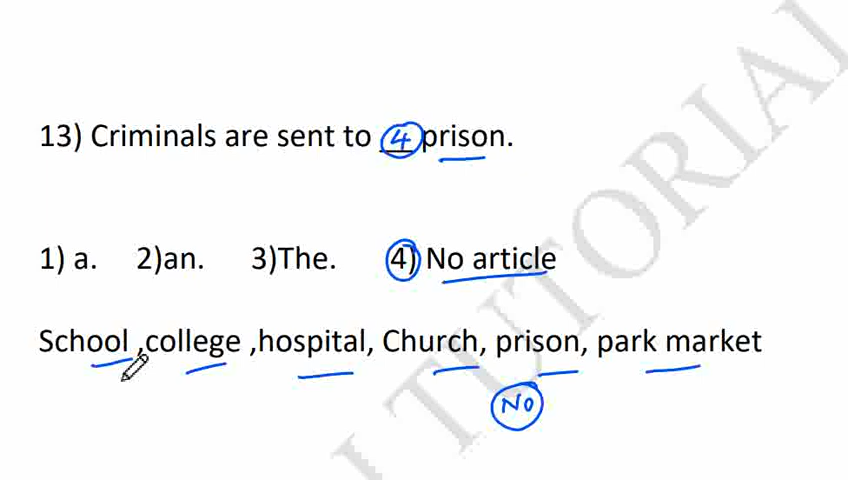 13) Criminals are sent to 4 prison.
1) a. 2)an. 3)The. 4) No article
School ,college ,hospital, Church, prison, park market
No
TUTORIAL